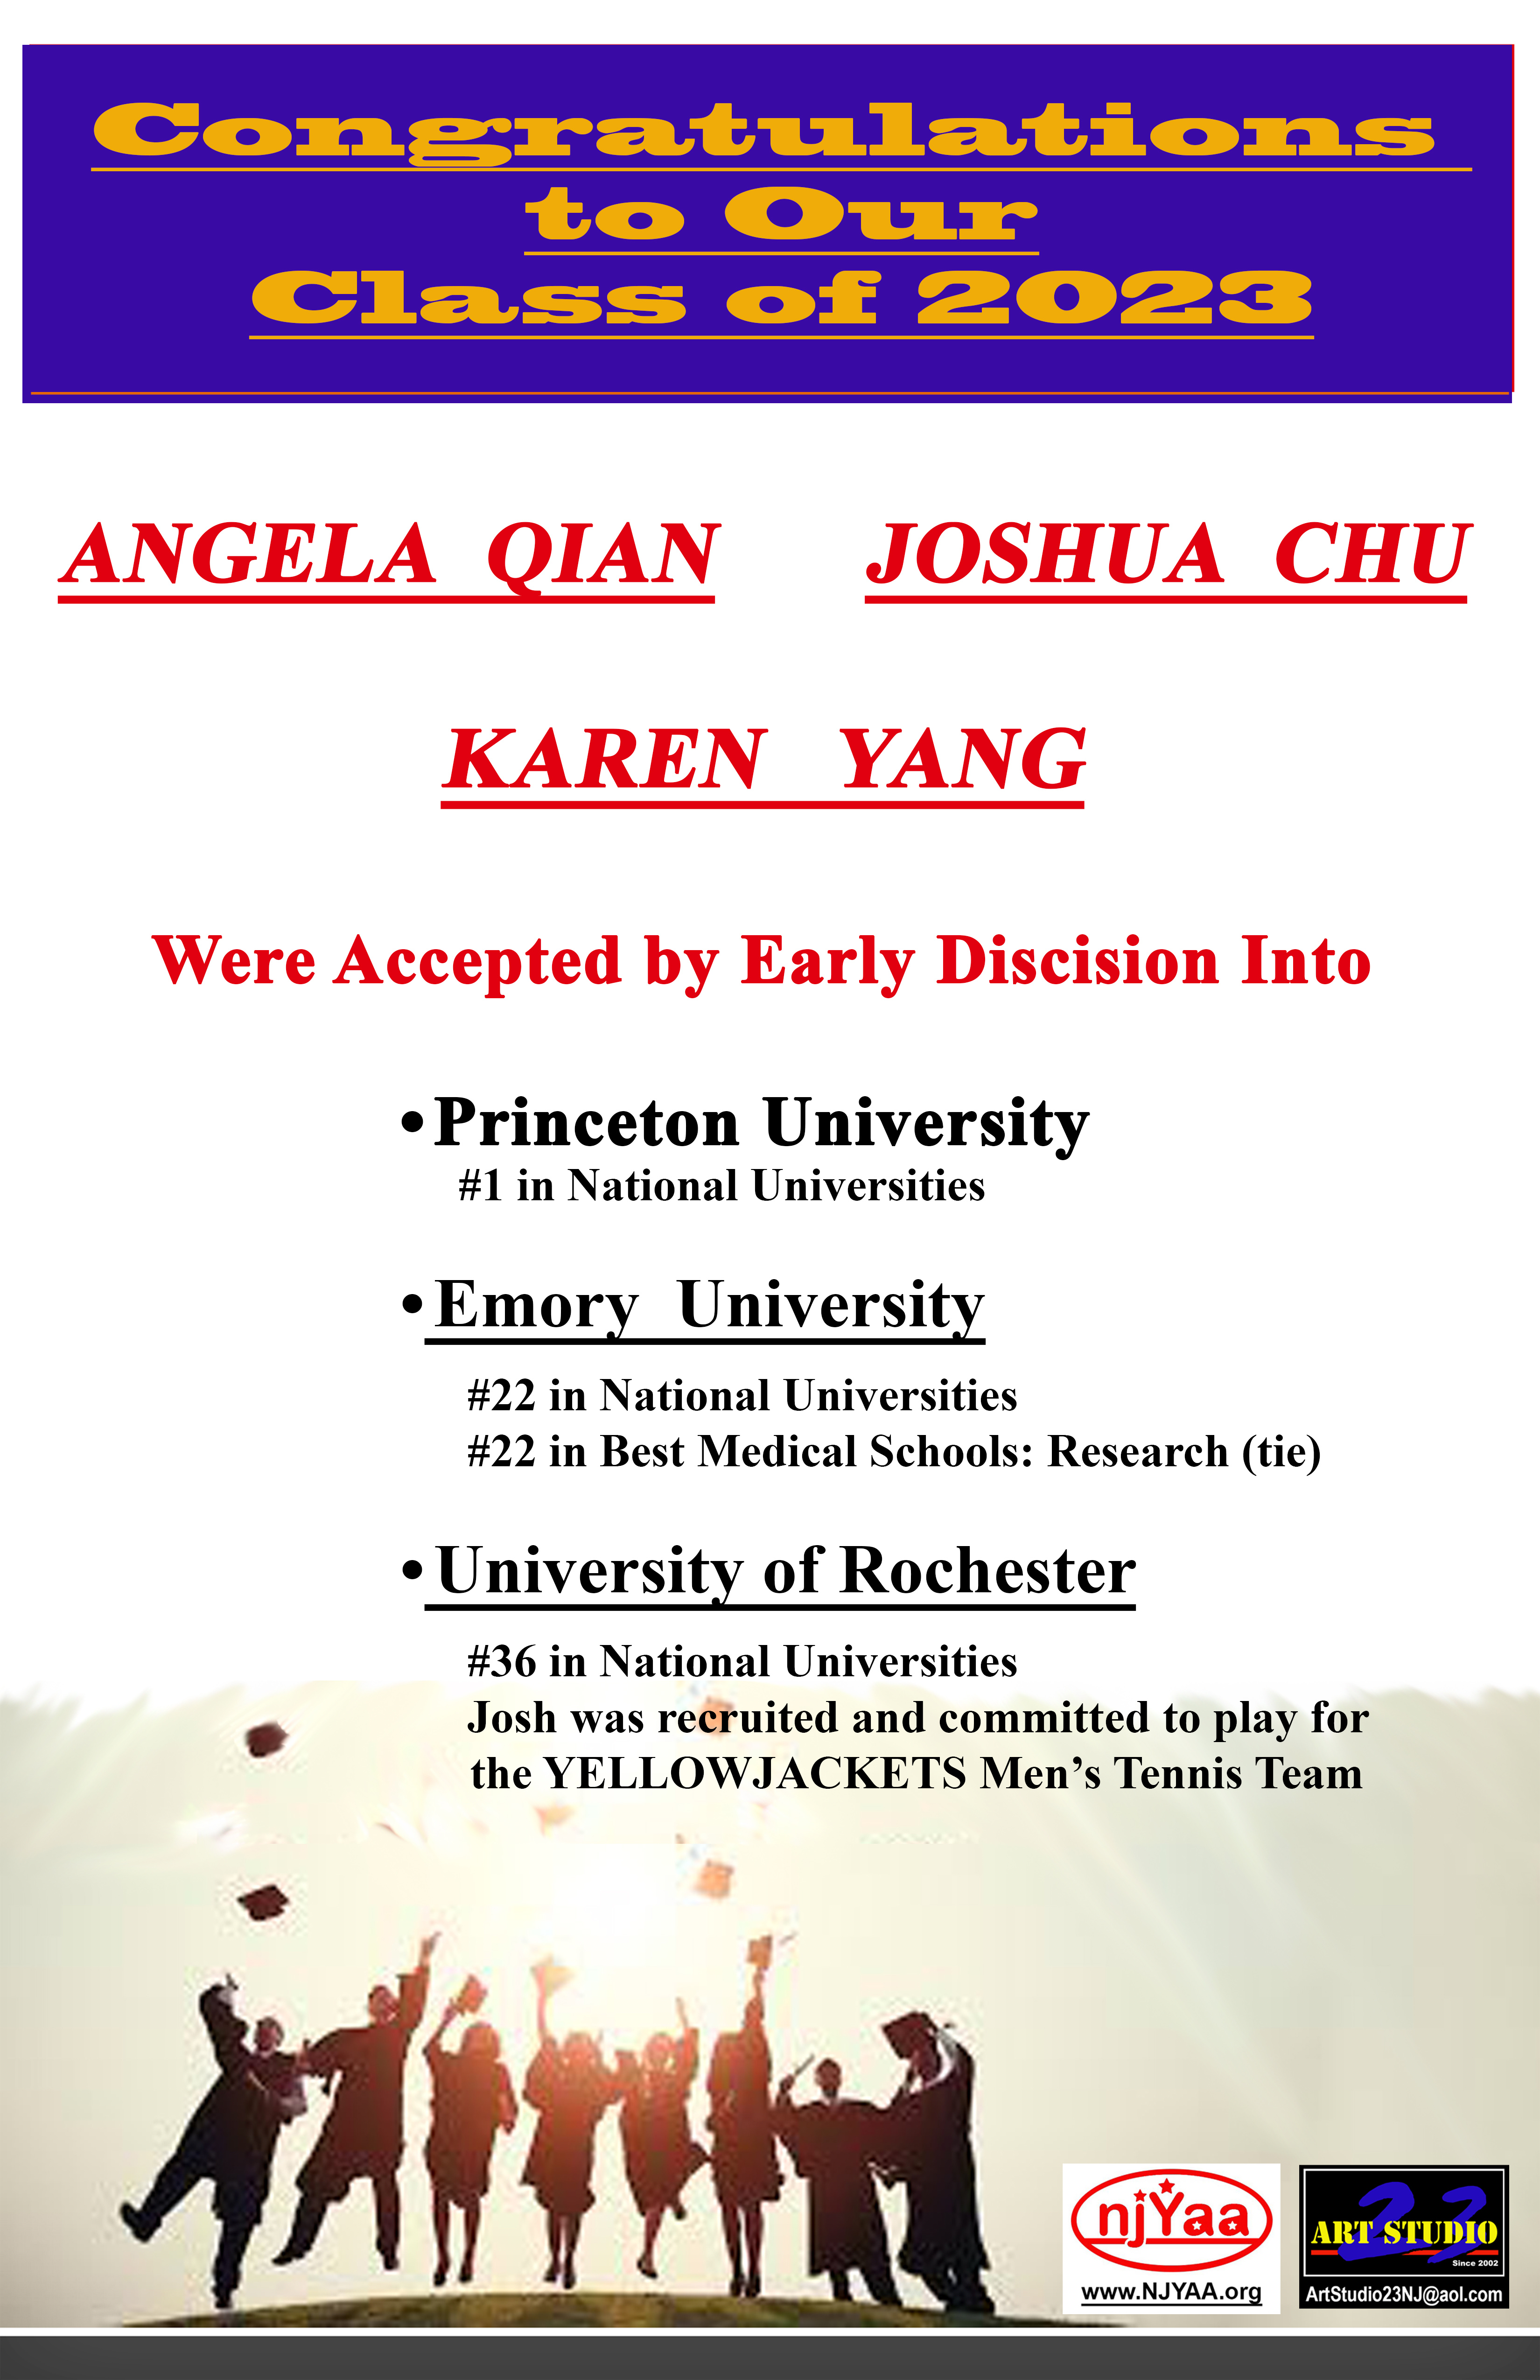 Congratulations
to Our
Class of 2023
ANGELA QIAN JOSHUA CHU
KAREN YANG
Were Accepted by Early Discision Into
•Princeton University
#1 in National Universities
•Emory University
#22 in National Universities
#22 in Best Medical Schools: Research (tie)
•University of Rochester
#36 in National Universities
Josh was recruited and committed to play for
the YELLOWJACKETS Men’s Tennis Team
njYaa
www.NJYAA.org
23
ART STUDIO
Since 2002
ArtStudio23NJ@aol.com